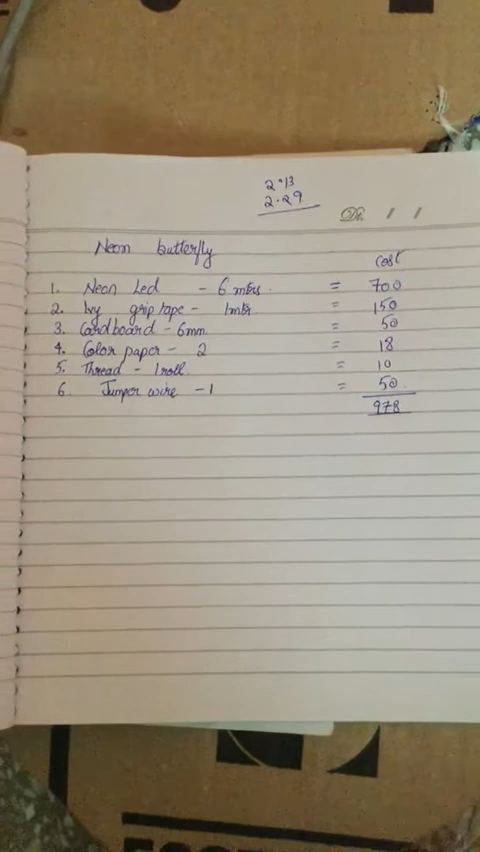 2.13
2.29
Dt. / /
Neon butterfly
Cost
1. Neon Led - 6 mtrs. = 700
2. Ivy grip tape - 1mtr. = 150
3. Cardboard - 6mm = 50
4. Color paper - 2 = 18
5. Thread - 1 roll = 10
6. Jumper wire - 1 = 50.
978